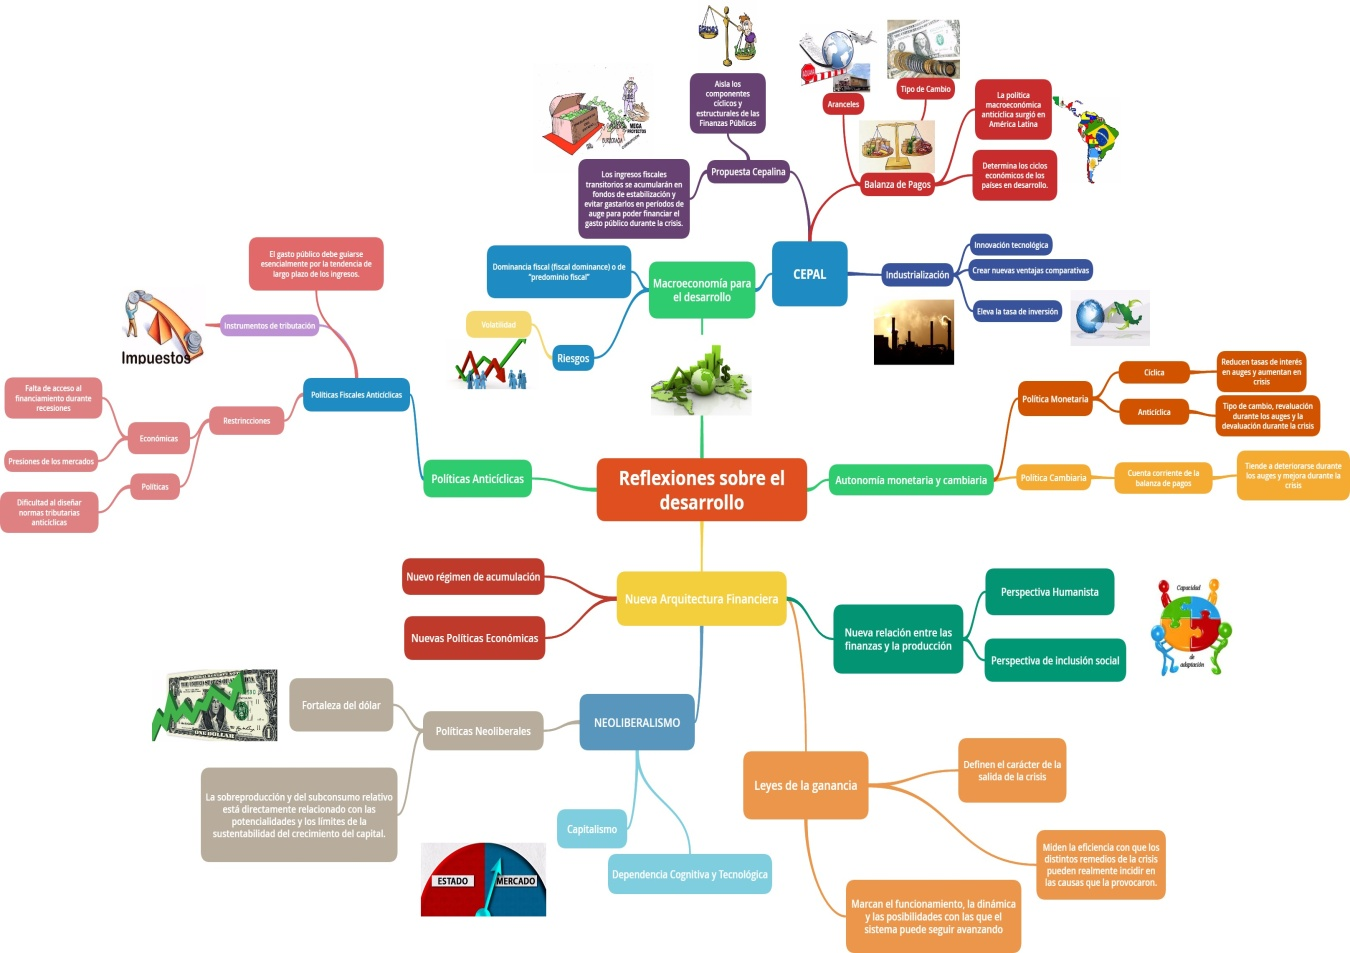 Reflexiones sobre el
desarrollo
Macroeconomía para
el desarrollo
Dominancia fiscal (fiscal dominance) o de
"predominio fiscal"
Riesgos
Volatilidad
CEPAL
Propuesta Cepalina
Aisla los
componentes
cíclicos y
estructurales de las
Finanzas Públicas
Los ingresos fiscales
transitorios se acumularán en
fondos de estabilización y
evitar gastarlos en períodos de
auge para poder financiar el
gasto público durante la crisis.
MEGA
PROYECTOS
Balanza de Pagos
Aranceles
Tipo de Cambio
La política
macroeconómica
anticíclica surgió en
América Latina
Determina los ciclos
económicos de los
países en desarrollo.
Industrialización
Innovación tecnológica
Crear nuevas ventajas comparativas
Eleva la tasa de inversión
Autonomía monetaria y cambiaria
Política Monetaria
Cíclica
Reducen tasas de interés
en auges y aumentan en
crisis
Anticíclica
Tipo de cambio, revaluación
durante los auges y la
devaluación durante la crisis
Política Cambiaria
Cuenta corriente de la
balanza de pagos
Tiende a deteriorarse durante
los auges y mejora durante la
crisis
Políticas Anticíclicas
Políticas Fiscales Anticíclicas
El gasto público debe guiarse
esencialmente por la tendencia de
largo plazo de los ingresos.
Instrumentos de tributación
Impuestos
Restrincciones
Económicas
Falta de acceso al
financiamiento durante
recesiones
Presiones de los mercados
Políticas
Dificultad al diseñar
normas tributarias
anticíclicas
Nueva Arquitectura Financiera
Nuevo régimen de acumulación
Nuevas Políticas Económicas
Nueva relación entre las
finanzas y la producción
Perspectiva Humanista
Perspectiva de inclusión social
Capacidad
de
adaptación
NEOLIBERALISMO
Políticas Neoliberales
Fortaleza del dólar
ONE DOLLAR
La sobreproducción y del subconsumo relativo
está directamente relacionado con las
potencialidades y los límites de la
sustentabilidad del crecimiento del capital.
Capitalismo
Dependencia Cognitiva y Tecnológica
ESTADO
MERCADO
Leyes de la ganancia
Definen el carácter de la
salida de la crisis
Miden la eficiencia con que los
distintos remedios de la crisis
pueden realmente incidir en
las causas que la provocaron.
Marcan el funcionamiento, la dinámica
y las posibilidades con las que el
sistema puede seguir avanzando